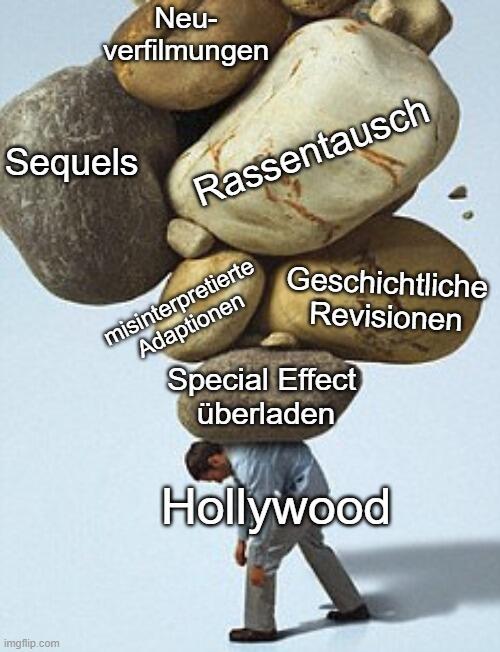 Neu-
verfilmungen
Sequels
Rassentausch
misinterpretierte
Adaptionen
Geschichtliche
Revisionen
Special Effect
überladen
Hollywood
imgflip.com